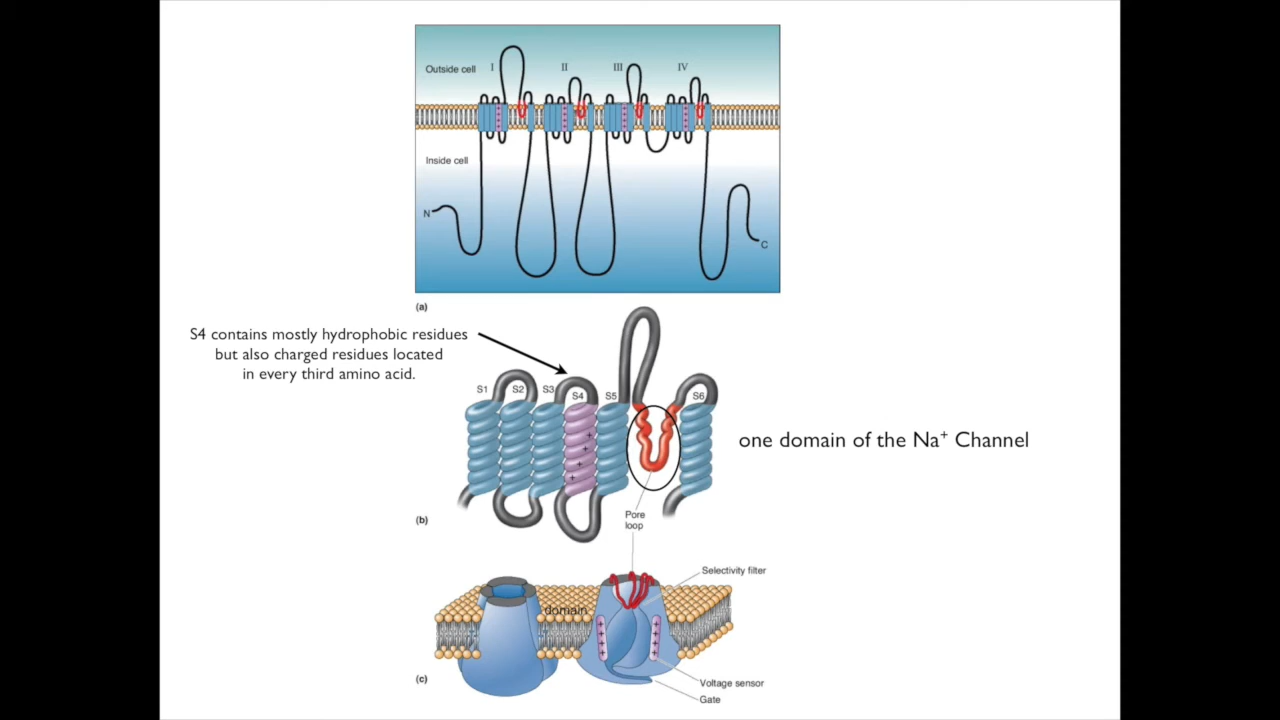 Outside cell
I
II
III
IV
Inside cell
N
C
(a)
S4 contains mostly hydrophobic residues
but also charged residues located
in every third amino acid.
S1
S2
S3
S4
S5
S6
+
+
+
+
one domain of the Na+ Channel
(b)
Pore
loop
Selectivity filter
domain
+
+
+
+
+
+
+
+
(c)
Voltage sensor
Gate